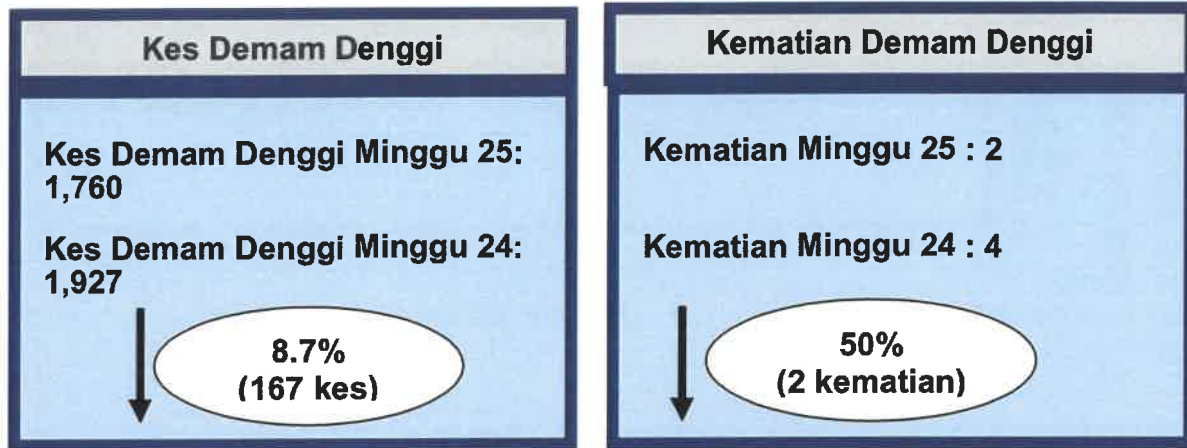 Kes Demam Denggi
Kes Demam Denggi Minggu 25:
1,760
Kes Demam Denggi Minggu 24:
1,927
8.7%
(167 kes)
Kematian Demam Denggi
Kematian Minggu 25 : 2
Kematian Minggu 24 : 4
50%
(2 kematian)